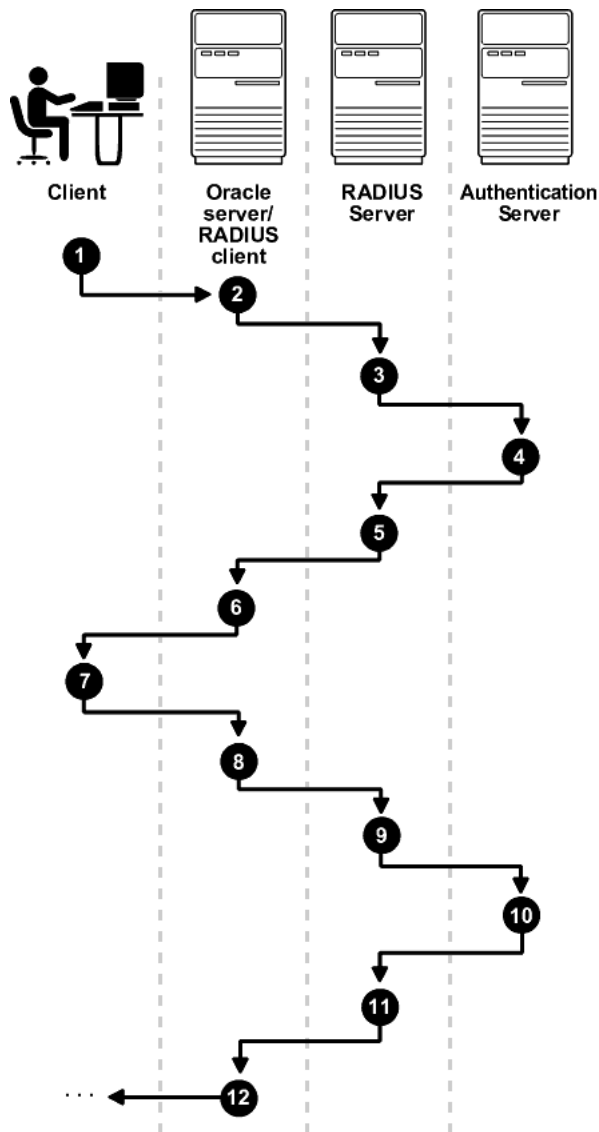 Client
Oracle
server/
RADIUS
client
RADIUS
Server
Authentication
Server
1
2
3
4
5
6
7
8
9
10
11
12
...